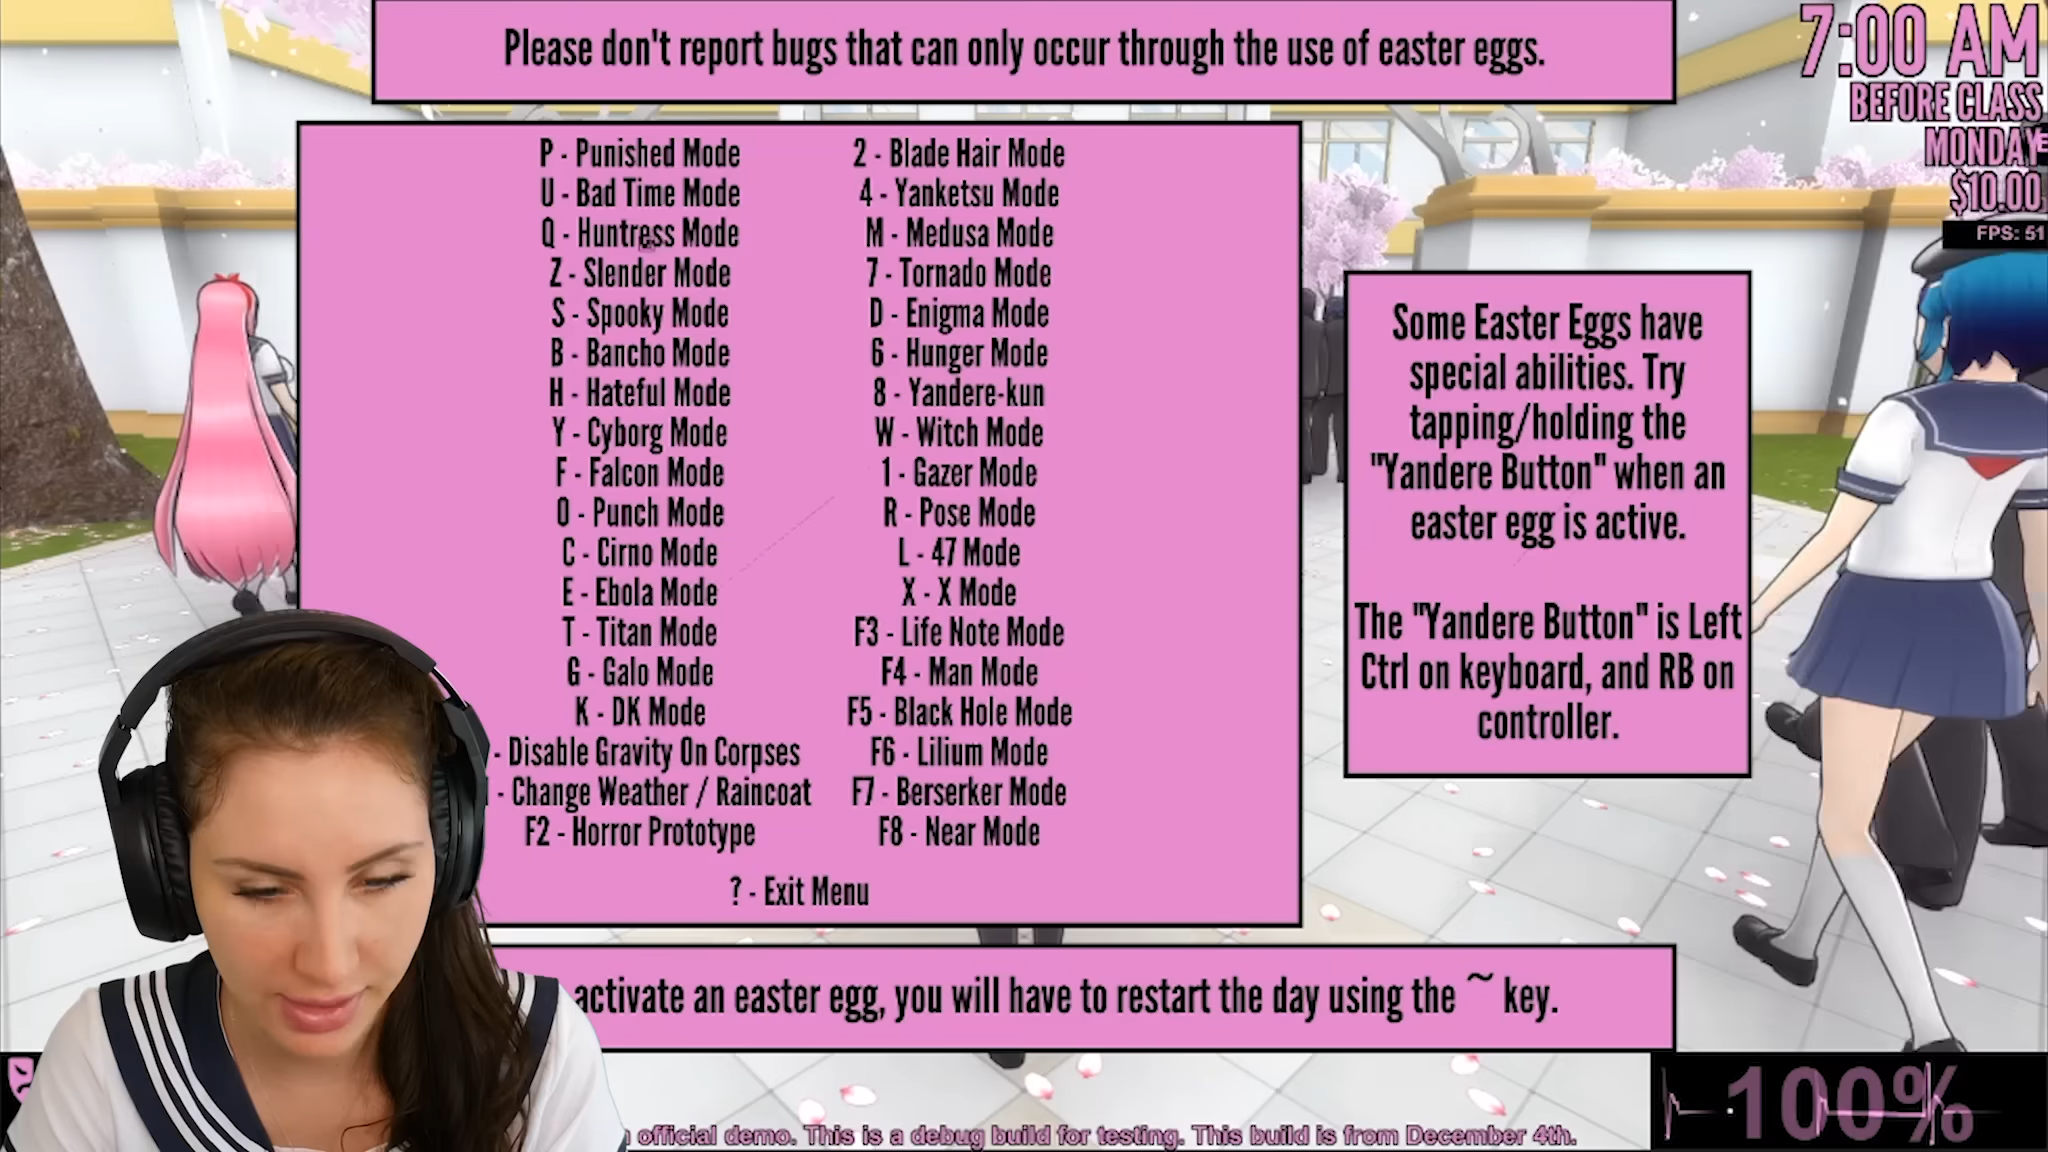 Please don't report bugs that can only occur through the use of easter eggs.
7:00 AM
BEFORE CLASS
MONDAY
$10.00
FPS: 51
P - Punished Mode
U - Bad Time Mode
Q - Huntress Mode
Z - Slender Mode
S - Spooky Mode
B - Bancho Mode
H - Hateful Mode
Y - Cyborg Mode
F - Falcon Mode
O - Punch Mode
C - Cirno Mode
E - Ebola Mode
T - Titan Mode
G - Galo Mode
K - DK Mode
- Disable Gravity On Corpses
- Change Weather / Raincoat
F2 - Horror Prototype
2 - Blade Hair Mode
4 - Yanketsu Mode
M - Medusa Mode
7 - Tornado Mode
D - Enigma Mode
6 - Hunger Mode
8 - Yandere-kun
W - Witch Mode
1 - Gazer Mode
R - Pose Mode
L - 47 Mode
X - X Mode
F3 - Life Note Mode
F4 - Man Mode
F5 - Black Hole Mode
F6 - Lilium Mode
F7 - Berserker Mode
F8 - Near Mode
? - Exit Menu
Some Easter Eggs have
special abilities. Try
tapping/holding the
"Yandere Button" when an
easter egg is active.
The "Yandere Button" is Left
Ctrl on keyboard, and RB on
controller.
activate an easter egg, you will have to restart the day using the ~ key.
100%
official demo. This is a debug build for testing. This build is from December 4th.